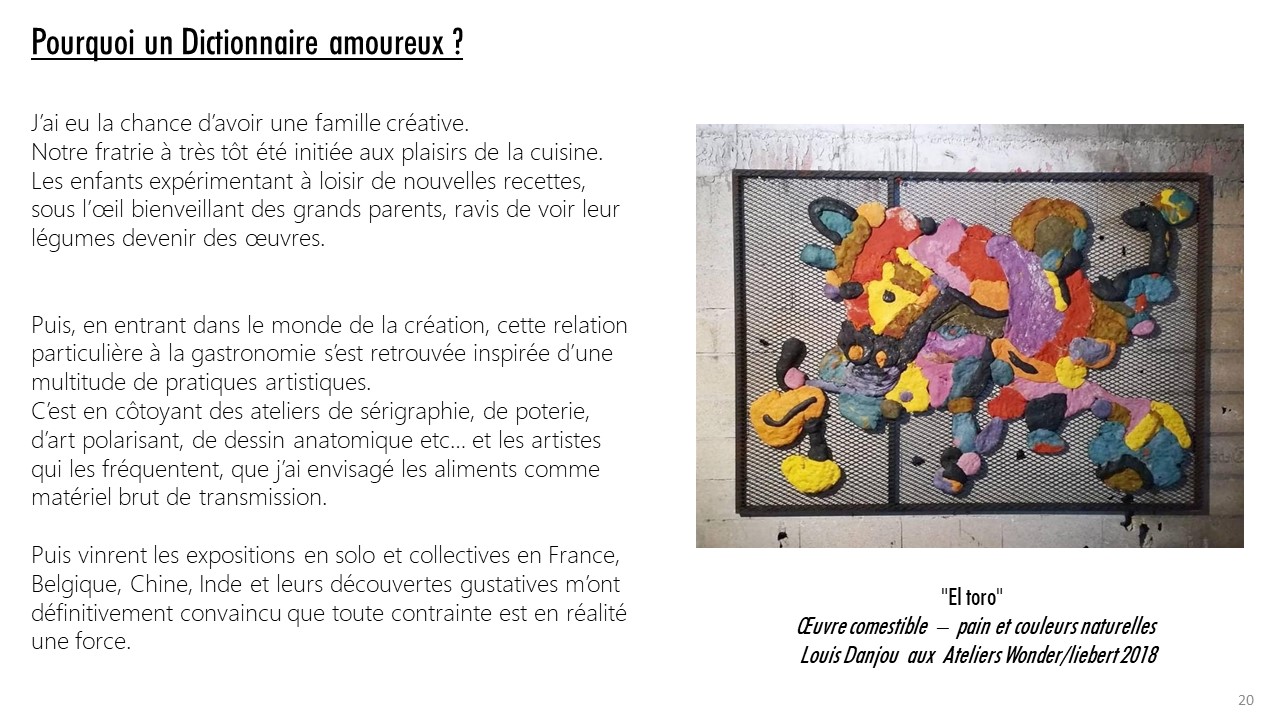 Pourquoi un Dictionnaire amoureux ?
J’ai eu la chance d’avoir une famille créative.
Notre fratrie à très tôt été initiée aux plaisirs de la cuisine.
Les enfants expérimentant à loisir de nouvelles recettes,
sous l’œil bienveillant des grands parents, ravis de voir leur
légumes devenir des œuvres.
Puis, en entrant dans le monde de la création, cette relation
particulière à la gastronomie s’est retrouvée inspirée d’une
multitude de pratiques artistiques.
C’est en côtoyant des ateliers de sérigraphie, de poterie,
d’art polarisant, de dessin anatomique etc… et les artistes
qui les fréquentent, que j’ai envisagé les aliments comme
matériel brut de transmission.
Puis vinrent les expositions en solo et collectives en France,
Belgique, Chine, Inde et leurs découvertes gustatives m’ont
définitivement convaincu que toute contrainte est en réalité
une force.
"El toro"
Œuvre comestible – pain et couleurs naturelles
Louis Danjou aux Ateliers Wonder/liebert 2018
20